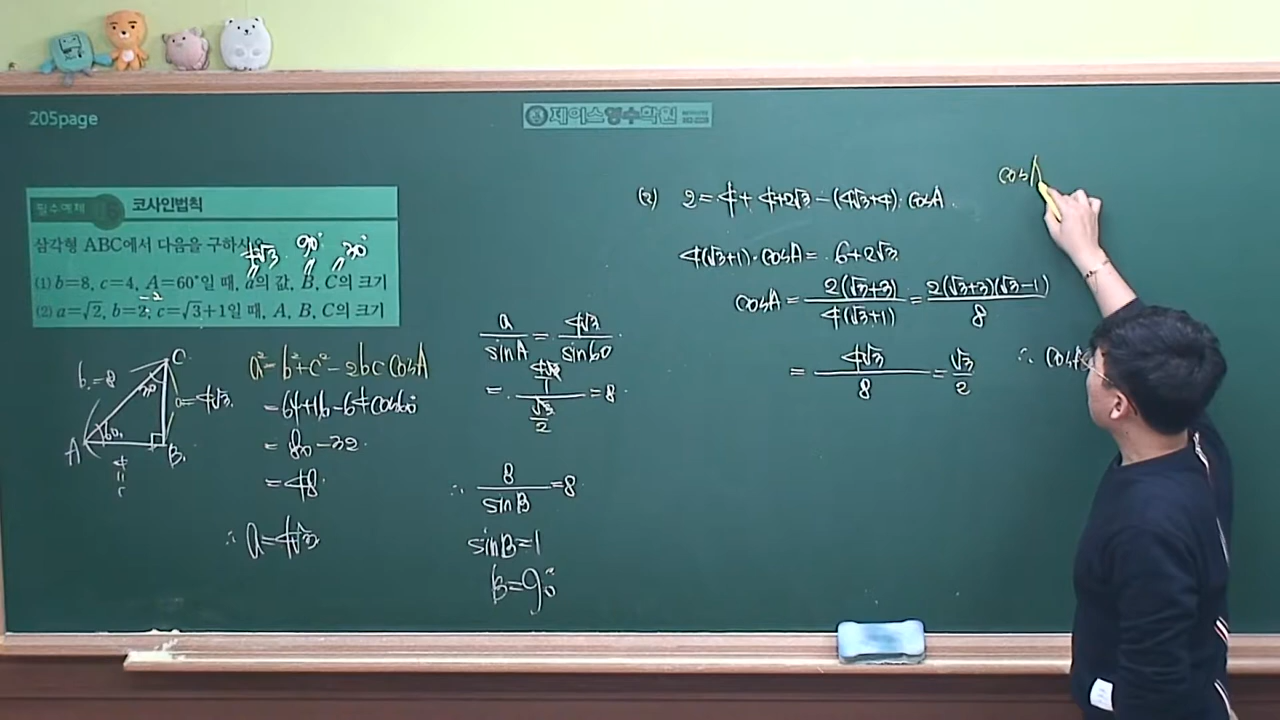 205page
제이스영수학원
필수예제 코사인법칙
삼각형 ABC에서 다음을 구하시오.
4√3 90° 30°
(1) b=8, c=4, A=60°일 때, a의 값, B, C의 크기
(2) a=√2, b=2, c=√3+1일 때, A, B, C의 크기
C
b=8
30°
a=4√3
A
60°
B
4
c
a²=b²+c²-2bc cosA
=64+16-64cos60°
=80-32
=48
∴ a=4√3
a/sinA=4√3/sin60
=4√3/1/√3/2=8
∴ 8/sinB=8
sinB=1
B=90°
(2) 2=4+4+2√3-(4√3+4)·cosA
4(√3+1)·cosA=6+2√3
cosA=2(√3+3)/4(√3+1)=2(√3+3)(√3-1)/8
=4√3/8=√3/2
∴ cosA
cosA